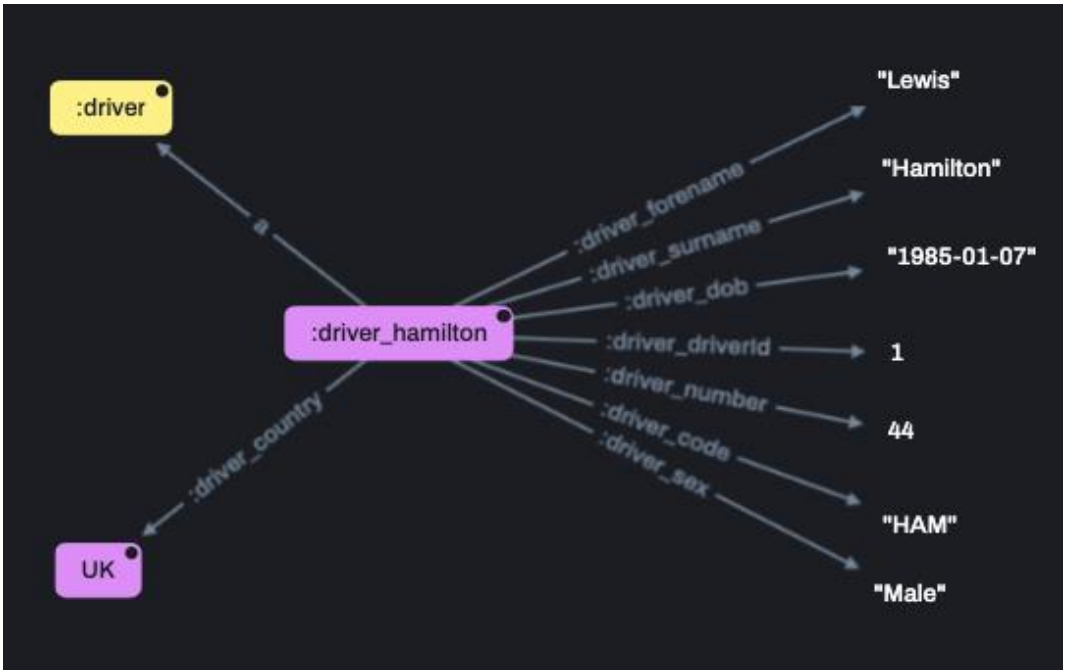 "Lewis"
:driver
"Hamilton"
:driver_forename
a
:driver_surname
"1985-01-07"
:driver_dob
:driver_hamilton
:driver_driverId
1
:driver_number
44
:driver_country
:driver_code
:driver_sex
"HAM"
UK
"Male"